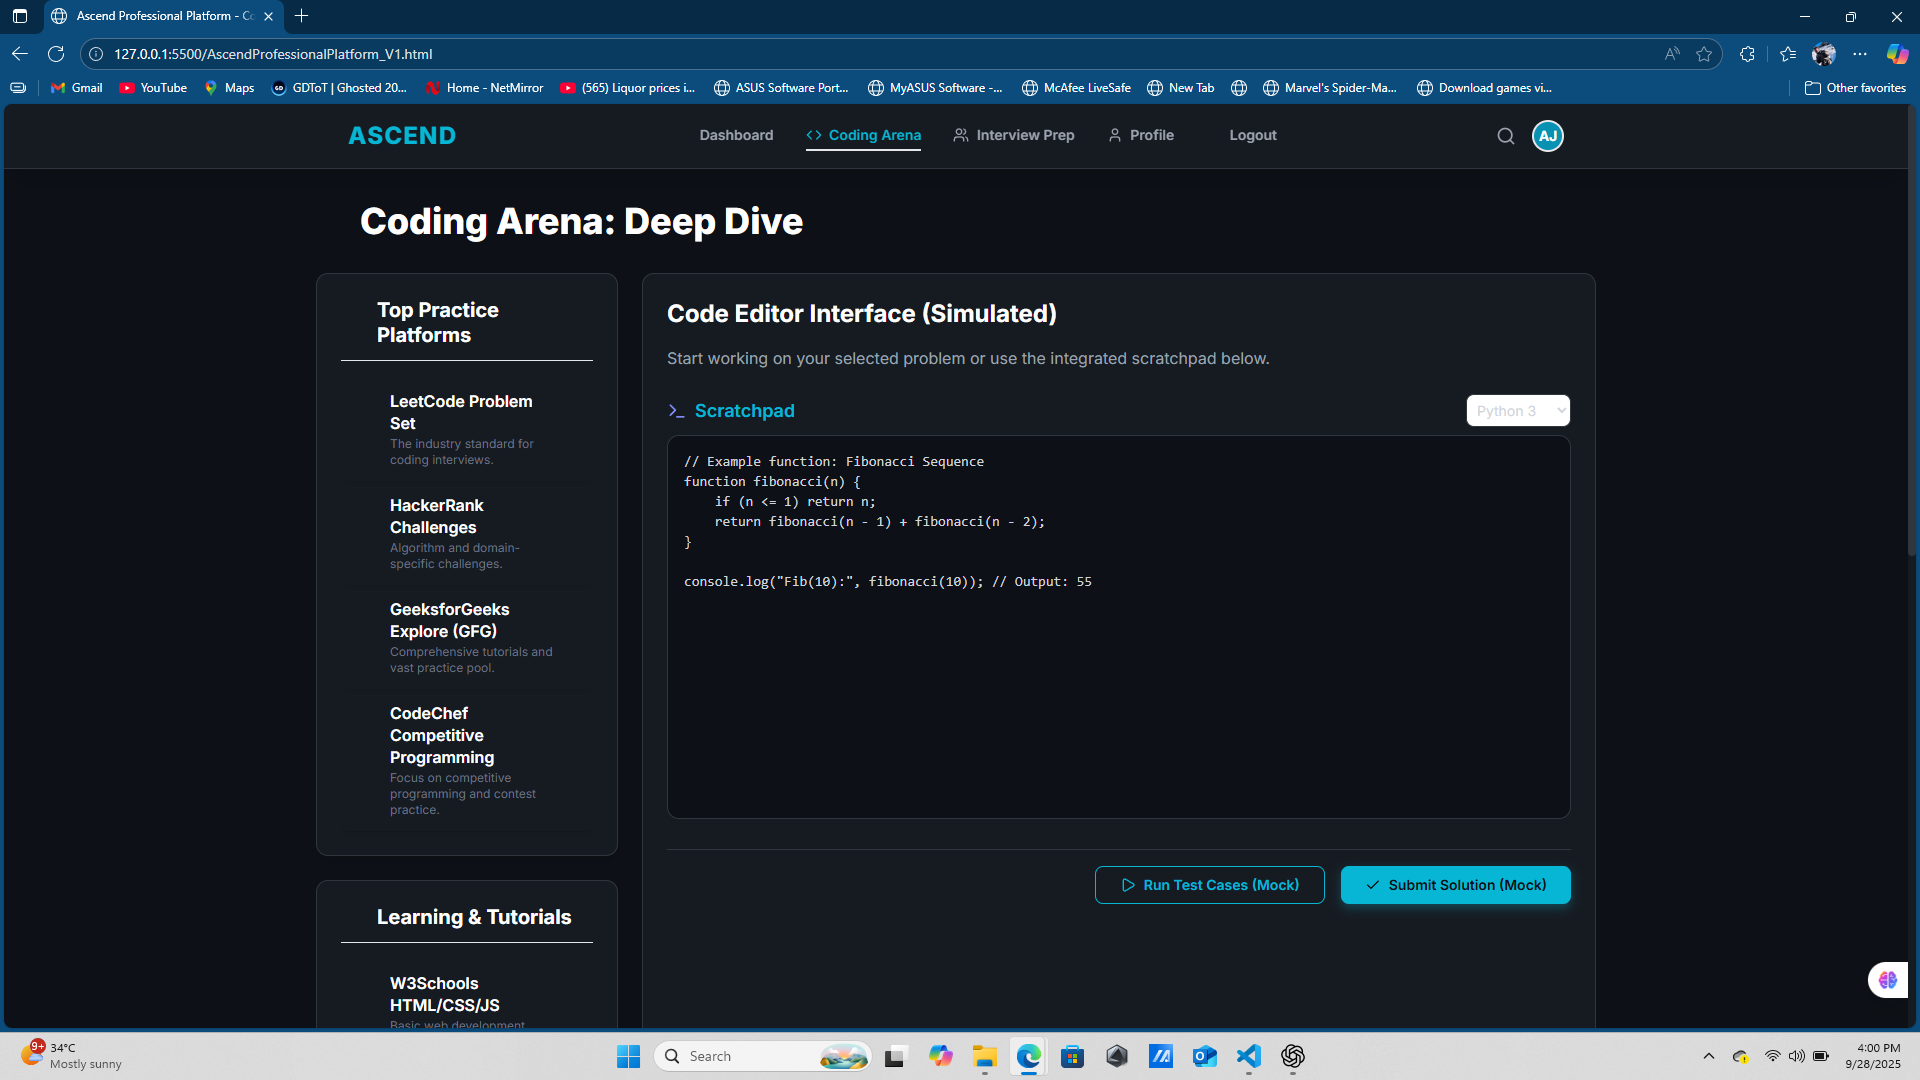 Ascend Professional Platform - Co
127.0.0.1:5500/AscendProfessionalPlatform_V1.html
Gmail
YouTube
Maps
GDToT | Ghosted 20...
Home - NetMirror
(565) Liquor prices i...
ASUS Software Port...
MyASUS Software -...
McAfee LiveSafe
New Tab
Marvel's Spider-Ma...
Download games vi...
Other favorites
ASCEND
Dashboard
<> Coding Arena
Interview Prep
Profile
Logout
AJ
Coding Arena: Deep Dive
Top Practice
Platforms
LeetCode Problem
Set
The industry standard for
coding interviews.
HackerRank
Challenges
Algorithm and domain-
specific challenges.
GeeksforGeeks
Explore (GFG)
Comprehensive tutorials and
vast practice pool.
CodeChef
Competitive
Programming
Focus on competitive
programming and contest
practice.
Learning & Tutorials
W3Schools
HTML/CSS/JS
Basic web development
Code Editor Interface (Simulated)
Start working on your selected problem or use the integrated scratchpad below.
>_ Scratchpad
Python 3
// Example function: Fibonacci Sequence
function fibonacci(n) {
    if (n <= 1) return n;
    return fibonacci(n - 1) + fibonacci(n - 2);
}
console.log("Fib(10):", fibonacci(10)); // Output: 55
Run Test Cases (Mock)
Submit Solution (Mock)
9+
34°C
Mostly sunny
Search
4:00 PM
9/28/2025